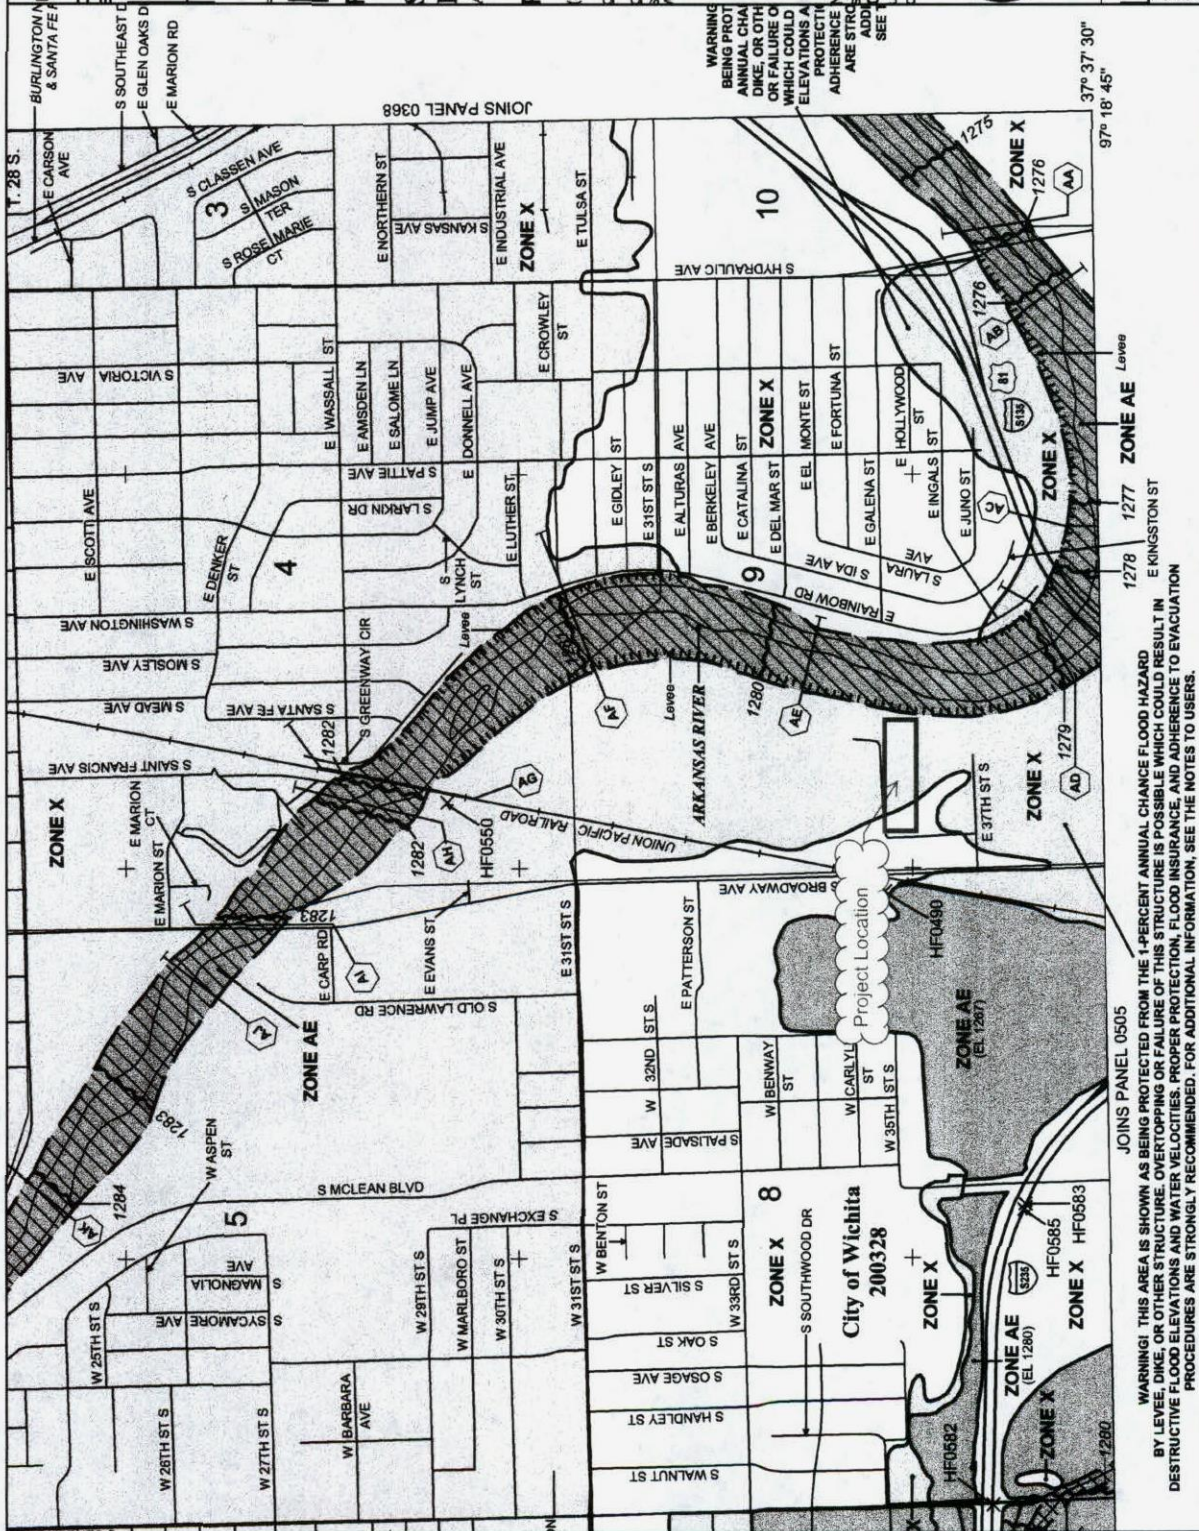 BURLINGTON N
& SANTA FE
S SOUTHEAST D
E GLEN OAKS D
E MARION RD
T. 28 S.
E CARSON
AVE
S CLASSEN AVE
3
S MASON
TER
S ROSE MARIE
CT
E NORTHERN ST
S KANSAS AVE
E INDUSTRIAL AVE
ZONE X
E TULSA ST
JOINS PANEL 0368
WARNING
BEING PROT
ANNUAL CHA
DIKE, OR OTH
OR FAILURE O
WHICH COULD
ELEVATIONS A
PROTECTIO
ADHERENCE
ARE STRO
ADDI
SEE T
37º 37' 30"
97º 18' 45"
10
S HYDRAULIC AVE
1275
ZONE X
1276
AA
1276
AB
81
S135
Levee
ZONE X
ZONE AE
1277
1278
E KINGSTON ST
S VICTORIA
AVE
E WASSALL ST
E AMSDEN LN
E SALOME LN
E JUMP AVE
E DONNELL AVE
E CROWLEY
ST
S PATTIE AVE
E SCOTT AVE
E DENKER
ST
4
S LARKIN DR
S
LYNCH
ST
E LUTHER ST
E GIDLEY ST
E 31ST ST S
E ALTURAS AVE
E BERKELEY AVE
E CATALINA ST
E DEL MAR ST
ZONE X
E EL MONTE ST
E FORTUNA ST
E GALENA ST
E HOLLYWOOD
ST
E INGALS ST
E JUNO ST
AC
S LAURA
AVE
S IDA AVE
E RAINBOW RD
9
S WASHINGTON AVE
S MOSLEY AVE
S MEAD AVE
S SANTA FE AVE
S GREENWAY CIR
Levee
1282
S SAINT FRANCIS AVE
AF
Levee
ARKANSAS RIVER
1280
AE
1279
AD
ZONE X
E MARION
CT
E MARION ST
ZONE X
1282
AH
AG
HF0550
UNION PACIFIC RAILROAD
E 37TH ST S
S BROADWAY AVE
Project Location
HF0490
1283
E CARP RD
AI
E EVANS ST
E 31ST ST S
E PATTERSON ST
AJ
ZONE AE
S OLD LAWRENCE RD
W 32ND ST S
W BENWAY
ST
W CARLYL
ST
W 35TH ST S
S PALISADE AVE
ZONE AE
(EL 1267)
JOINS PANEL 0505
1283
W ASPEN
ST
S MCLEAN BLVD
AK
1284
5
S EXCHANGE PL
W BENTON ST
8
ZONE X
City of Wichita
200328
S SOUTHWOOD DR
ZONE X
HF0585
HF0583
S235
ZONE X
ZONE AE
(EL 1280)
S MAGNOLIA
AVE
S SYCAMORE AVE
W 25TH ST S
W 26TH ST S
W 27TH ST S
W BARBARA
AVE
W 29TH ST S
W MARLBORO ST
W 30TH ST S
W 31ST ST S
S SILVER ST
W 33RD ST S
S OAK ST
S OSAGE AVE
S HANDLEY ST
S WALNUT ST
HF0582
ZONE X
1280
WARNING! THIS AREA IS SHOWN AS BEING PROTECTED FROM THE 1-PERCENT ANNUAL CHANCE FLOOD HAZARD
BY LEVEE, DIKE, OR OTHER STRUCTURE. OVERTOPPING OR FAILURE OF THIS STRUCTURE IS POSSIBLE WHICH COULD RESULT IN
DESTRUCTIVE FLOOD ELEVATIONS AND WATER VELOCITIES. PROPER PROTECTION, FLOOD INSURANCE, AND ADHERENCE TO EVACUATION
PROCEDURES ARE STRONGLY RECOMMENDED. FOR ADDITIONAL INFORMATION, SEE THE NOTES TO USERS.